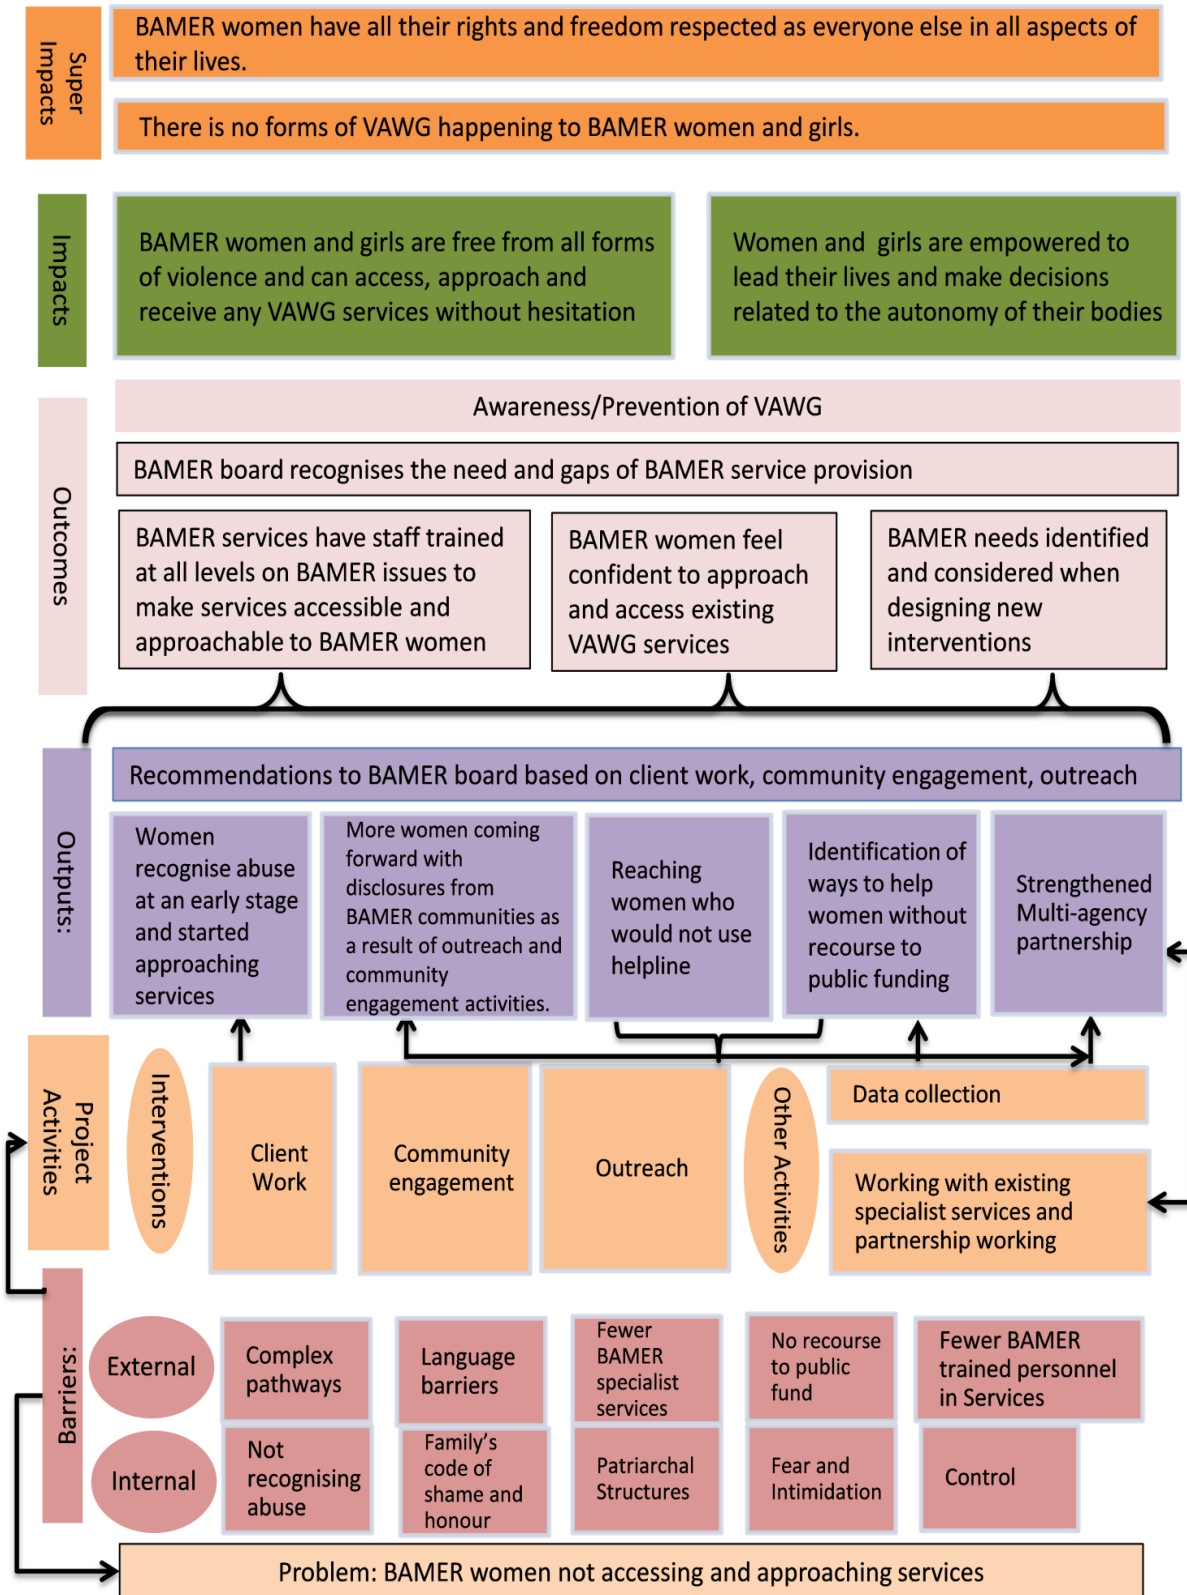 Super
Impacts
BAMER women have all their rights and freedom respected as everyone else in all aspects of
their lives.
There is no forms of VAWG happening to BAMER women and girls.
Impacts
BAMER women and girls are free from all forms
of violence and can access, approach and
receive any VAWG services without hesitation
Women and girls are empowered to
lead their lives and make decisions
related to the autonomy of their bodies
Outcomes
Awareness/Prevention of VAWG
BAMER board recognises the need and gaps of BAMER service provision
BAMER services have staff trained
at all levels on BAMER issues to
make services accessible and
approachable to BAMER women
BAMER women feel
confident to approach
and access existing
VAWG services
BAMER needs identified
and considered when
designing new
interventions
Outputs:
Recommendations to BAMER board based on client work, community engagement, outreach
Women
recognise abuse
at an early stage
and started
approaching
services
More women coming
forward with
disclosures from
BAMER communities as
a result of outreach and
community
engagement activities.
Reaching
women who
would not use
helpline
Identification of
ways to help
women without
recourse to
public funding
Strengthened
Multi-agency
partnership
Project
Activities
Interventions
Client
Work
Community
engagement
Outreach
Other Activities
Data collection
Working with existing
specialist services and
partnership working
Barriers:
External
Complex
pathways
Language
barriers
Fewer
BAMER
specialist
services
No recourse
to public
fund
Fewer BAMER
trained personnel
in Services
Internal
Not
recognising
abuse
Family's
code of
shame and
honour
Patriarchal
Structures
Fear and
Intimidation
Control
Problem: BAMER women not accessing and approaching services